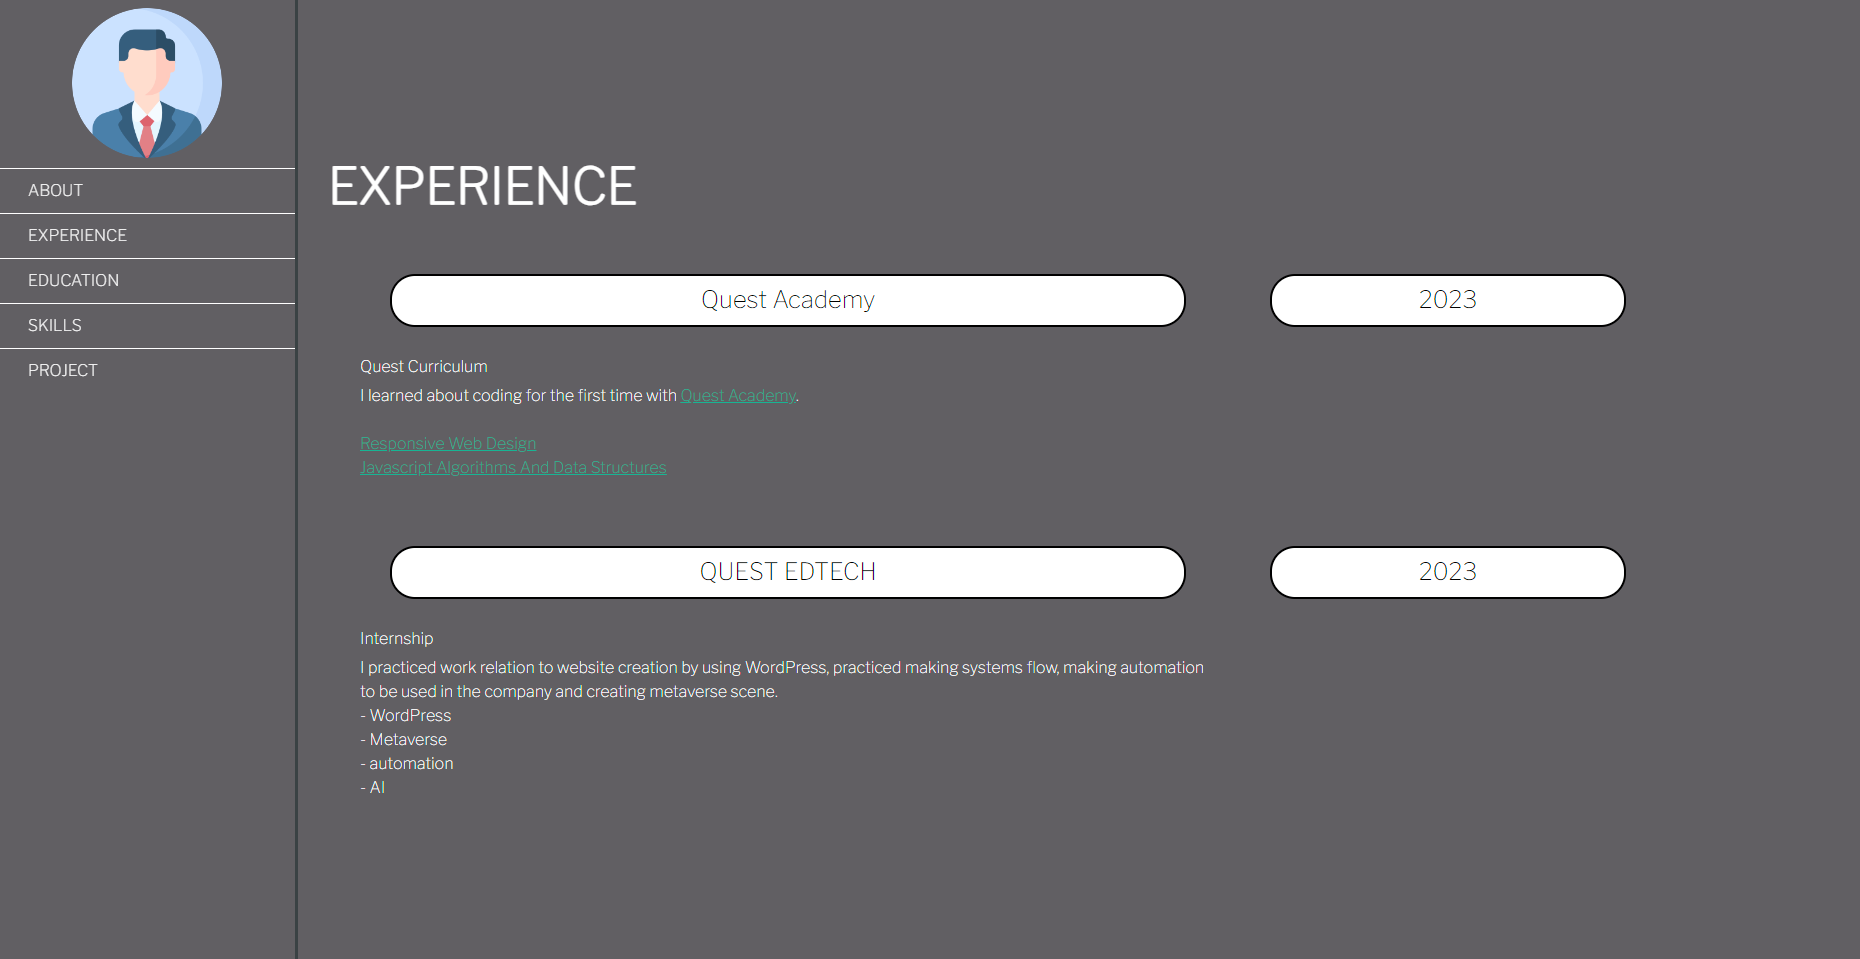 ABOUT
EXPERIENCE
EDUCATION
SKILLS
PROJECT
EXPERIENCE
Quest Academy
2023
Quest Curriculum
I learned about coding for the first time with Quest Academy.
Responsive Web Design
Javascript Algorithms And Data Structures
QUEST EDTECH
2023
Internship
I practiced work relation to website creation by using WordPress, practiced making systems flow, making automation
to be used in the company and creating metaverse scene.
- WordPress
- Metaverse
- automation
- AI